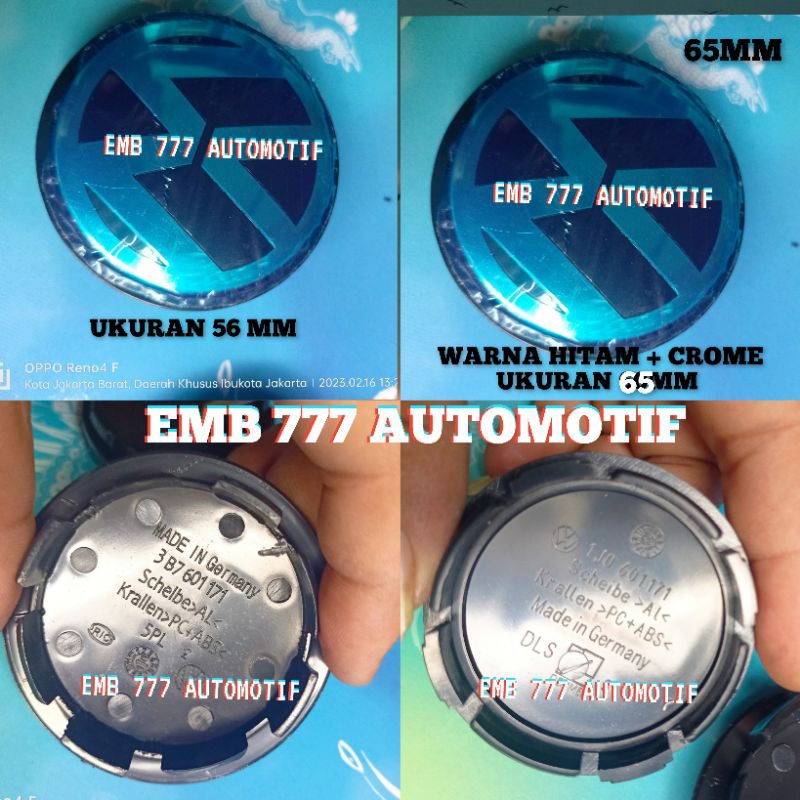 EMB 777 AUTOMOTIF
UKURAN 56 MM
OPPO Reno4 F
Kota Jakarta Barat, Daerah Khusus Ibukota Jakarta | 2023.02.16 13:
65MM
EMB 777 AUTOMOTIF
WARNA HITAM + CROME
UKURAN 65MM
EMB 777 AUTOMOTIF
MADE IN Germany
3B7 601 171
Scheibe>AL<
Krallen>PC+ABS<
5PL
EMB 777 AUTOMOTIF
1J0 601171
Scheibe >AL<
Krallen >PC+ABS<
Made in Germany
DLS
EMB 777 AUTOMOTIF